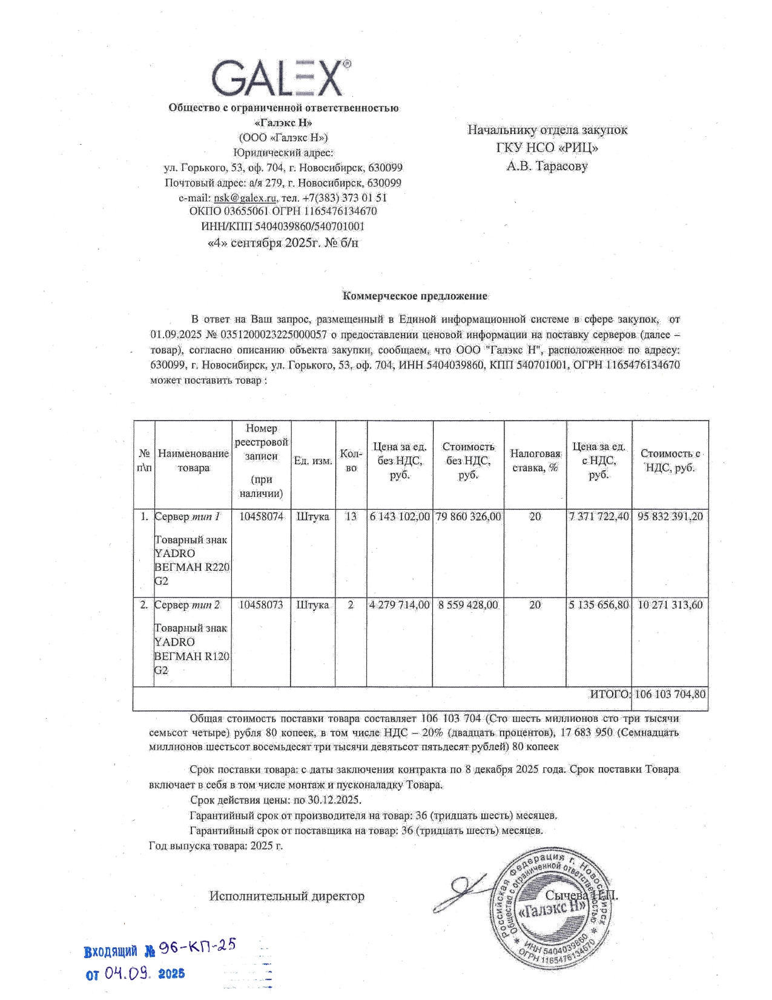 GALEX®
Общество с ограниченной ответственностью
«Галэкс Н»
(ООО «Галэкс Н»)
Юридический адрес:
ул. Горького, 53, оф. 704, г. Новосибирск, 630099
Почтовый адрес: а/я 279, г. Новосибирск, 630099
e-mail: nsk@galex.ru, тел. +7(383) 373 01 51
ОКПО 03655061 ОГРН 1165476134670
ИНН/КПП 5404039860/540701001
«4» сентября 2025г. № б/н
Начальнику отдела закупок
ГКУ НСО «РИЦ»
А.В. Тарасову
Коммерческое предложение
В ответ на Ваш запрос, размещенный в Единой информационной системе в сфере закупок, от
01.09.2025 № 0351200023225000057 о предоставлении ценовой информации на поставку серверов (далее –
товар), согласно описанию объекта закупки, сообщаем, что ООО "Галэкс Н", расположенное по адресу:
630099, г. Новосибирск, ул. Горького, 53, оф. 704, ИНН 5404039860, КПП 540701001, ОГРН 1165476134670
может поставить товар :
№ п\п Наименование товара Номер реестровой записи (при наличии) Ед. изм. Кол-во Цена за ед. без НДС, руб. Стоимость без НДС, руб. Налоговая ставка, % Цена за ед. с НДС, руб. Стоимость с НДС, руб.
1. Сервер тип 1 10458074 Штука 13 6 143 102,00 79 860 326,00 20 7 371 722,40 95 832 391,20
Товарный знак
YADRO
ВЕГМАН R220
G2
2. Сервер тип 2 10458073 Штука 2 4 279 714,00 8 559 428,00 20 5 135 656,80 10 271 313,60
Товарный знак
YADRO
ВЕГМАН R120
G2
ИТОГО: 106 103 704,80
Общая стоимость поставки товара составляет 106 103 704 (Сто шесть миллионов сто три тысячи
семьсот четыре) рубля 80 копеек, в том числе НДС – 20% (двадцать процентов), 17 683 950 (Семнадцать
миллионов шестьсот восемьдесят три тысячи девятьсот пятьдесят рублей) 80 копеек
Срок поставки товара: с даты заключения контракта по 8 декабря 2025 года. Срок поставки Товара
включает в себя в том числе монтаж и пусконаладку Товара.
Срок действия цены: по 30.12.2025.
Гарантийный срок от производителя на товар: 36 (тридцать шесть) месяцев.
Гарантийный срок от поставщика на товар: 36 (тридцать шесть) месяцев.
Год выпуска товара: 2025 г.
Исполнительный директор
Сычева Н.П.
Российская Федерация г. Новосибирск
Общество с ограниченной ответственностью
«Галэкс Н»
ИНН 5404039860
ОГРН 1165476134670
Входящий № 96-КП-25
от 04.09. 2025